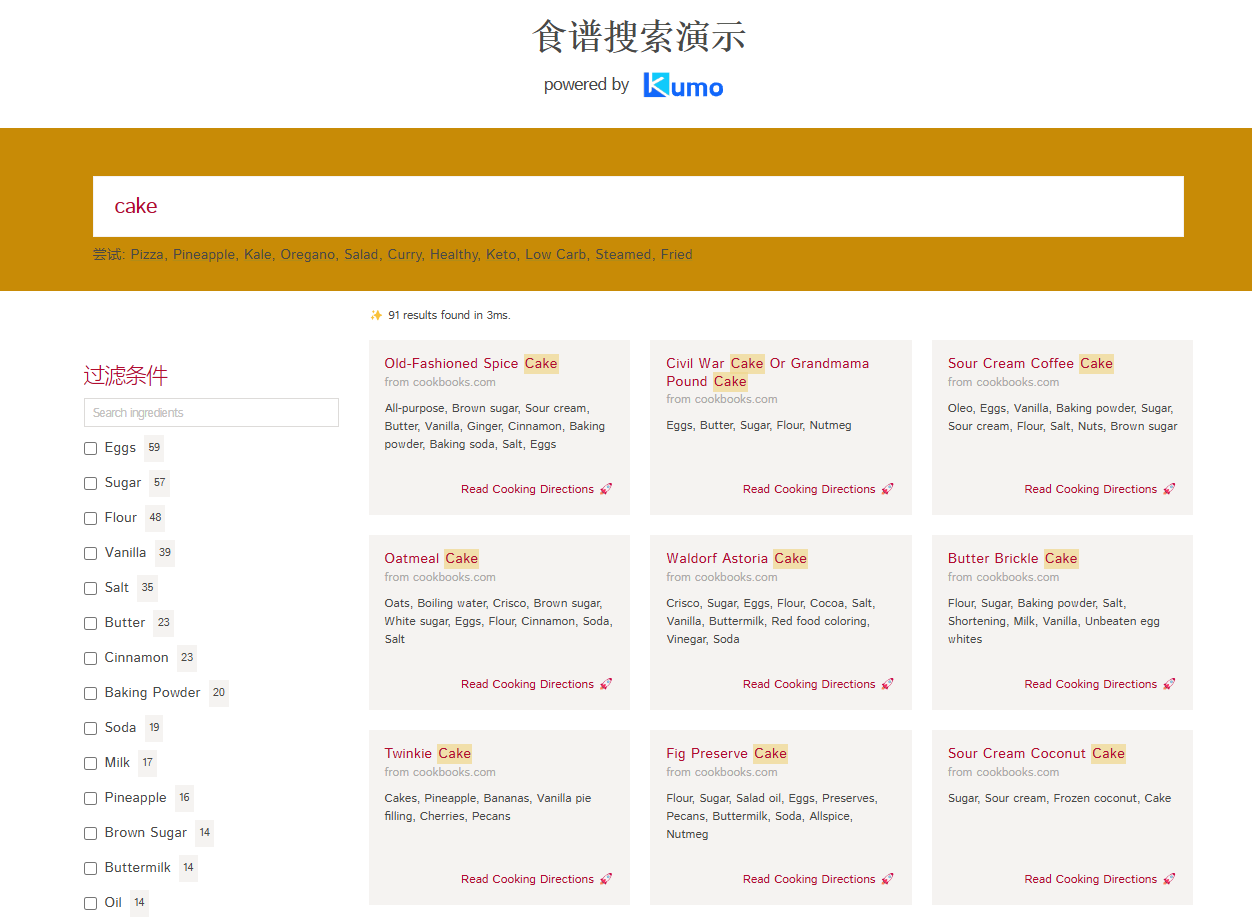 食谱搜索演示
powered by Kumo
cake
尝试: Pizza, Pineapple, Kale, Oregano, Salad, Curry, Healthy, Keto, Low Carb, Steamed, Fried
✨ 91 results found in 3ms.
过滤条件
Search ingredients
Eggs 59
Sugar 57
Flour 48
Vanilla 39
Salt 35
Butter 23
Cinnamon 23
Baking Powder 20
Soda 19
Milk 17
Pineapple 16
Brown Sugar 14
Buttermilk 14
Oil 14
Old-Fashioned Spice Cake
from cookbooks.com
All-purpose, Brown sugar, Sour cream,
Butter, Vanilla, Ginger, Cinnamon, Baking
powder, Baking soda, Salt, Eggs
Read Cooking Directions 🚀
Civil War Cake Or Grandmama
Pound Cake
from cookbooks.com
Eggs, Butter, Sugar, Flour, Nutmeg
Read Cooking Directions 🚀
Sour Cream Coffee Cake
from cookbooks.com
Oleo, Eggs, Vanilla, Baking powder, Sugar,
Sour cream, Flour, Salt, Nuts, Brown sugar
Read Cooking Directions 🚀
Oatmeal Cake
from cookbooks.com
Oats, Boiling water, Crisco, Brown sugar,
White sugar, Eggs, Flour, Cinnamon, Soda,
Salt
Read Cooking Directions 🚀
Waldorf Astoria Cake
from cookbooks.com
Crisco, Sugar, Eggs, Flour, Cocoa, Salt,
Vanilla, Buttermilk, Red food coloring,
Vinegar, Soda
Read Cooking Directions 🚀
Butter Brickle Cake
from cookbooks.com
Flour, Sugar, Baking powder, Salt,
Shortening, Milk, Vanilla, Unbeaten egg
whites
Read Cooking Directions 🚀
Twinkie Cake
from cookbooks.com
Cakes, Pineapple, Bananas, Vanilla pie
filling, Cherries, Pecans
Read Cooking Directions 🚀
Fig Preserve Cake
from cookbooks.com
Flour, Sugar, Salad oil, Eggs, Preserves,
Pecans, Buttermilk, Soda, Allspice,
Nutmeg
Read Cooking Directions 🚀
Sour Cream Coconut Cake
from cookbooks.com
Sugar, Sour cream, Frozen coconut, Cake
Read Cooking Directions 🚀